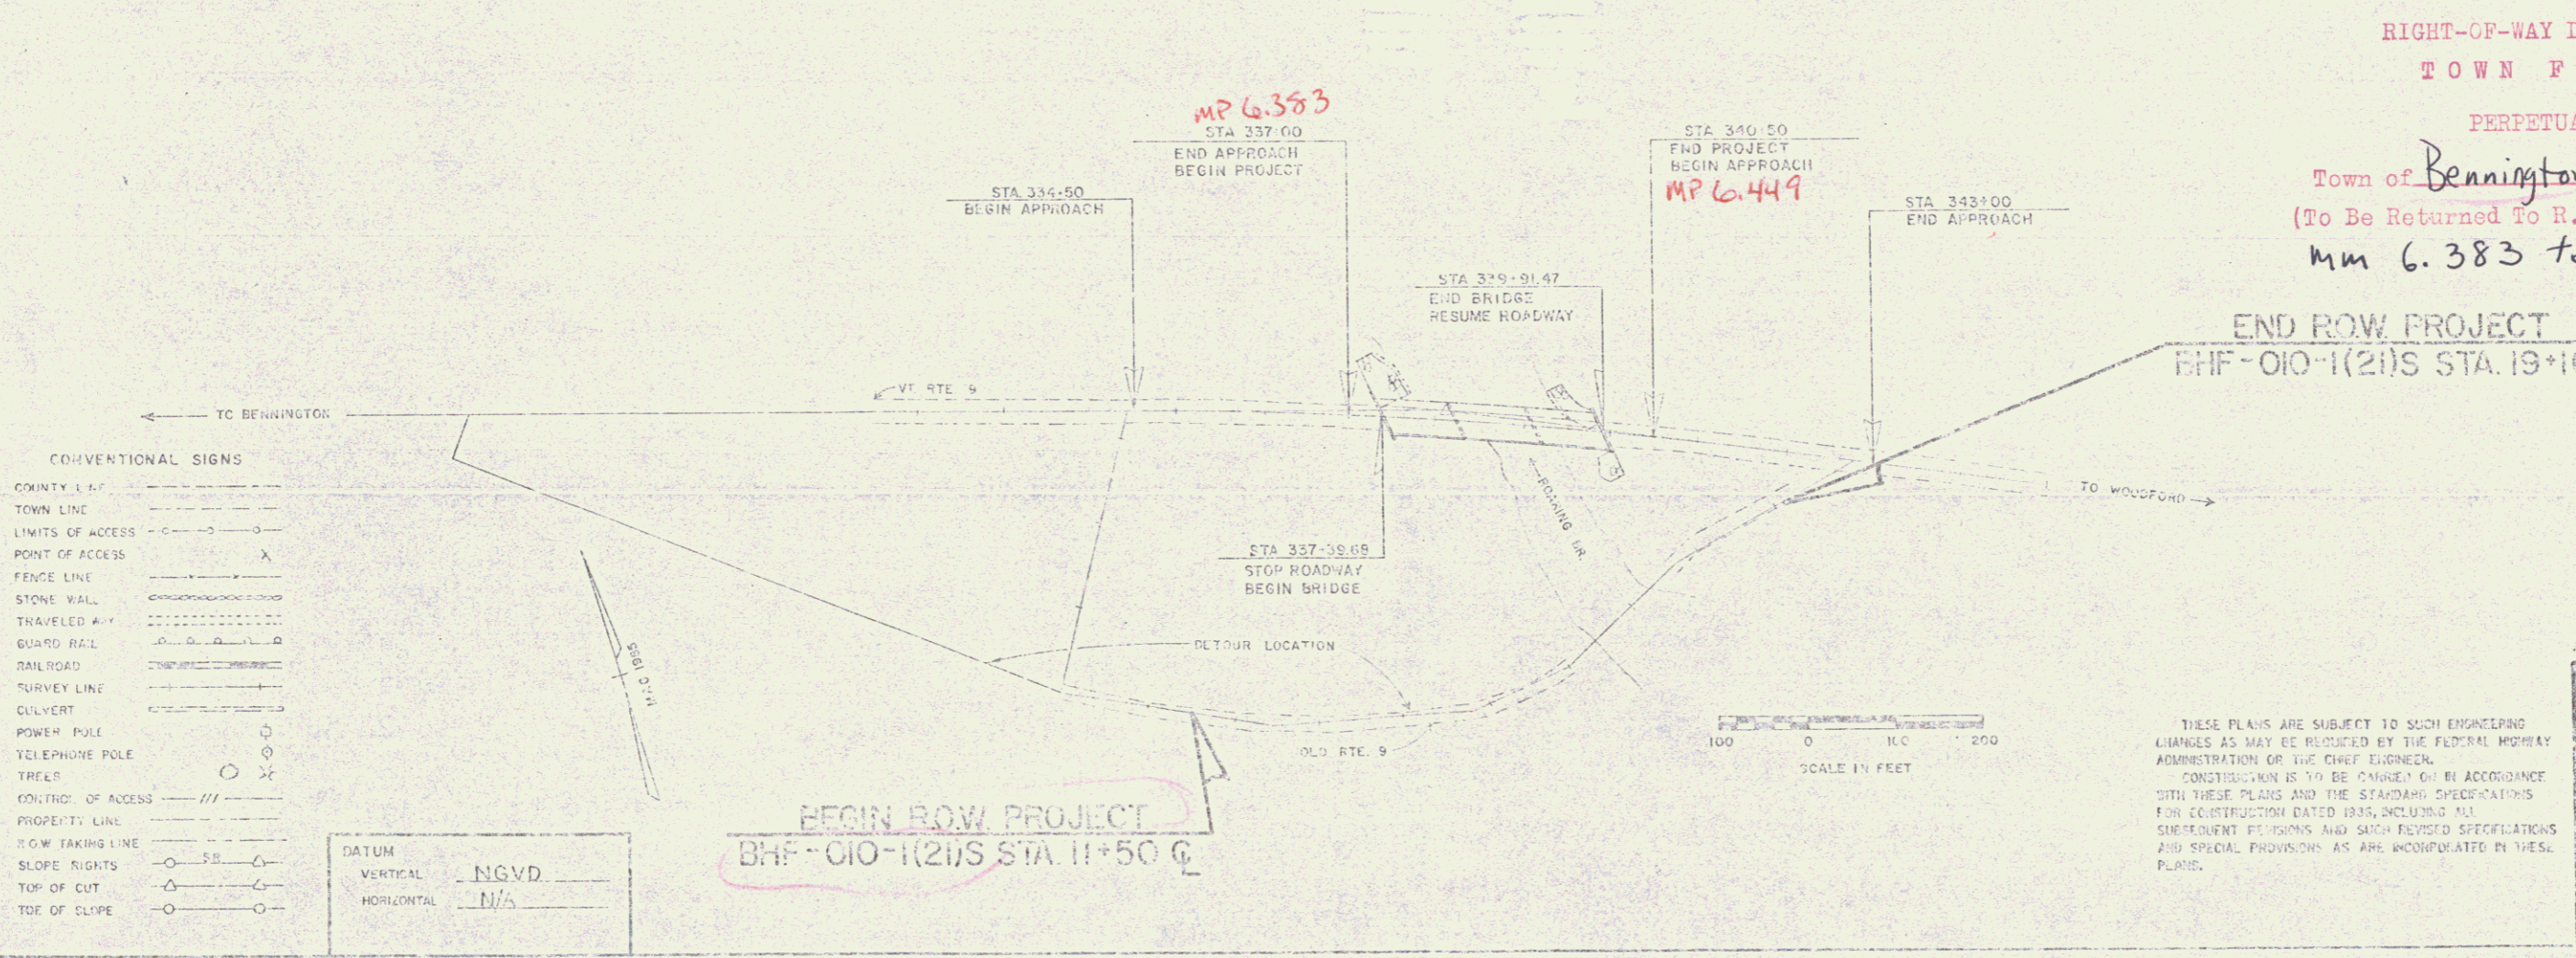 RIGHT-OF-WAY
TOWN F
PERPETUA
Town of Bennington
(To Be Returned To R.
mm 6.383 to
MP 6.383
STA 337+00
END APPROACH
BEGIN PROJECT
STA 334+50
BEGIN APPROACH
STA 340+50
END PROJECT
BEGIN APPROACH
MP 6.449
STA 343+00
END APPROACH
STA 339+91.47
END BRIDGE
RESUME ROADWAY
END R.O.W. PROJECT
BHF-010-1(21)S STA. 19+1
VT. RTE. 9
TO BENNINGTON
TO WOODFORD
ROARING BR.
STA 337+39.68
STOP ROADWAY
BEGIN BRIDGE
DETOUR LOCATION
OLD RTE. 9
MAG 1985
100 0 100 200
SCALE IN FEET
BEGIN R.O.W. PROJECT
BHF-010-1(21)S STA. 11+50 ℄
CONVENTIONAL SIGNS
COUNTY LINE
TOWN LINE
LIMITS OF ACCESS
POINT OF ACCESS
FENCE LINE
STONE WALL
TRAVELED WAY
GUARD RAIL
RAILROAD
SURVEY LINE
CULVERT
POWER POLE
TELEPHONE POLE
TREES
CONTROL OF ACCESS
PROPERTY LINE
R.O.W TAKING LINE
SLOPE RIGHTS SR
TOP OF CUT
TOE OF SLOPE
DATUM
VERTICAL NGVD
HORIZONTAL N/A
THESE PLANS ARE SUBJECT TO SUCH ENGINEERING
CHANGES AS MAY BE REQUIRED BY THE FEDERAL HIGHWAY
ADMINISTRATION OR THE CHIEF ENGINEER.
CONSTRUCTION IS TO BE CARRIED ON IN ACCORDANCE
WITH THESE PLANS AND THE STANDARD SPECIFICATIONS
FOR CONSTRUCTION DATED 1986, INCLUDING ALL
SUBSEQUENT REVISIONS AND SUCH REVISED SPECIFICATIONS
AND SPECIAL PROVISIONS AS ARE INCORPORATED IN THESE
PLANS.